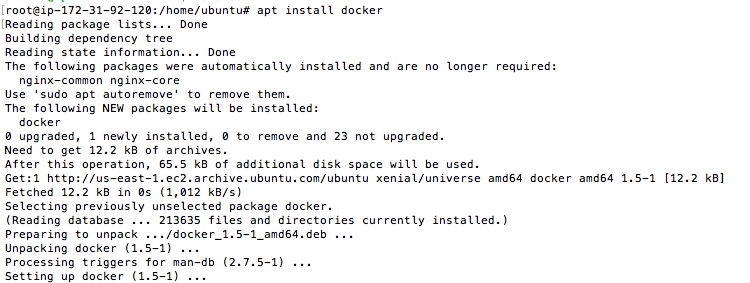 [root@ip-172-31-92-120:/home/ubuntu# apt install docker
[Reading package lists... Done
Building dependency tree
Reading state information... Done
The following packages were automatically installed and are no longer required:
  nginx-common nginx-core
Use 'sudo apt autoremove' to remove them.
The following NEW packages will be installed:
  docker
0 upgraded, 1 newly installed, 0 to remove and 23 not upgraded.
Need to get 12.2 kB of archives.
After this operation, 65.5 kB of additional disk space will be used.
Get:1 http://us-east-1.ec2.archive.ubuntu.com/ubuntu xenial/universe amd64 docker amd64 1.5-1 [12.2 kB]
Fetched 12.2 kB in 0s (1,012 kB/s)
Selecting previously unselected package docker.
(Reading database ... 213635 files and directories currently installed.)
Preparing to unpack .../docker_1.5-1_amd64.deb ...
Unpacking docker (1.5-1) ...
Processing triggers for man-db (2.7.5-1) ...
Setting up docker (1.5-1) ...